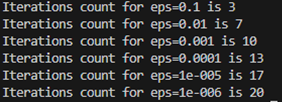 Iterations count for eps=0.1 is 3
Iterations count for eps=0.01 is 7
Iterations count for eps=0.001 is 10
Iterations count for eps=0.0001 is 13
Iterations count for eps=1e-005 is 17
Iterations count for eps=1e-006 is 20